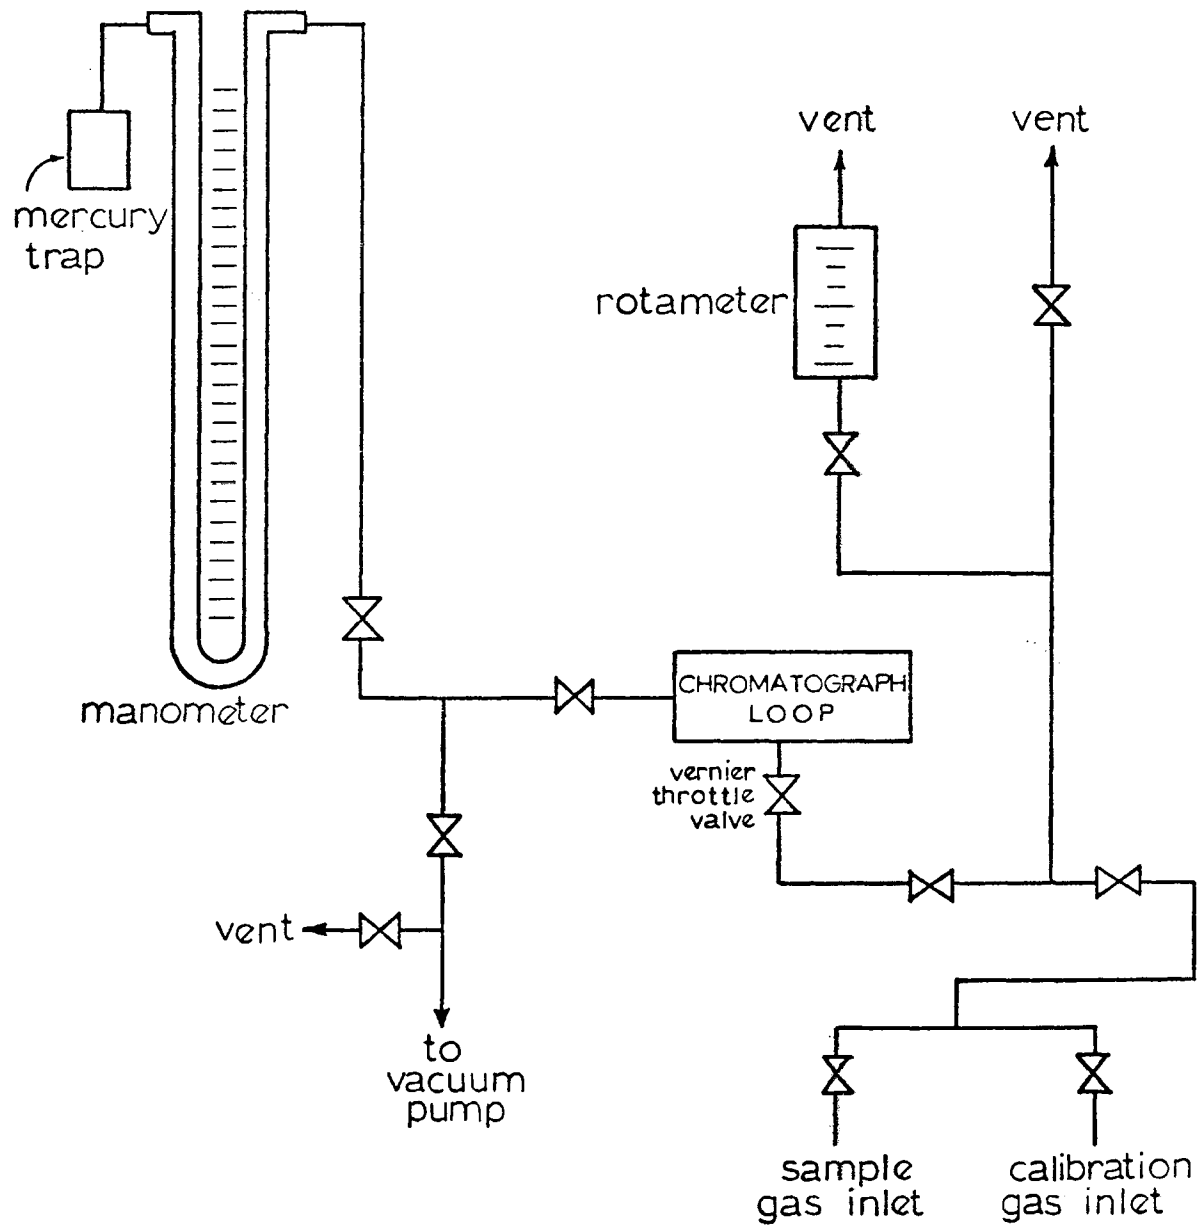 vent
vent
mercury
trap
rotameter
CHROMATOGRAPH
LOOP
manometer
vernier
throttle
valve
vent
to
vacuum
pump
sample
gas inlet
calibration
gas inlet